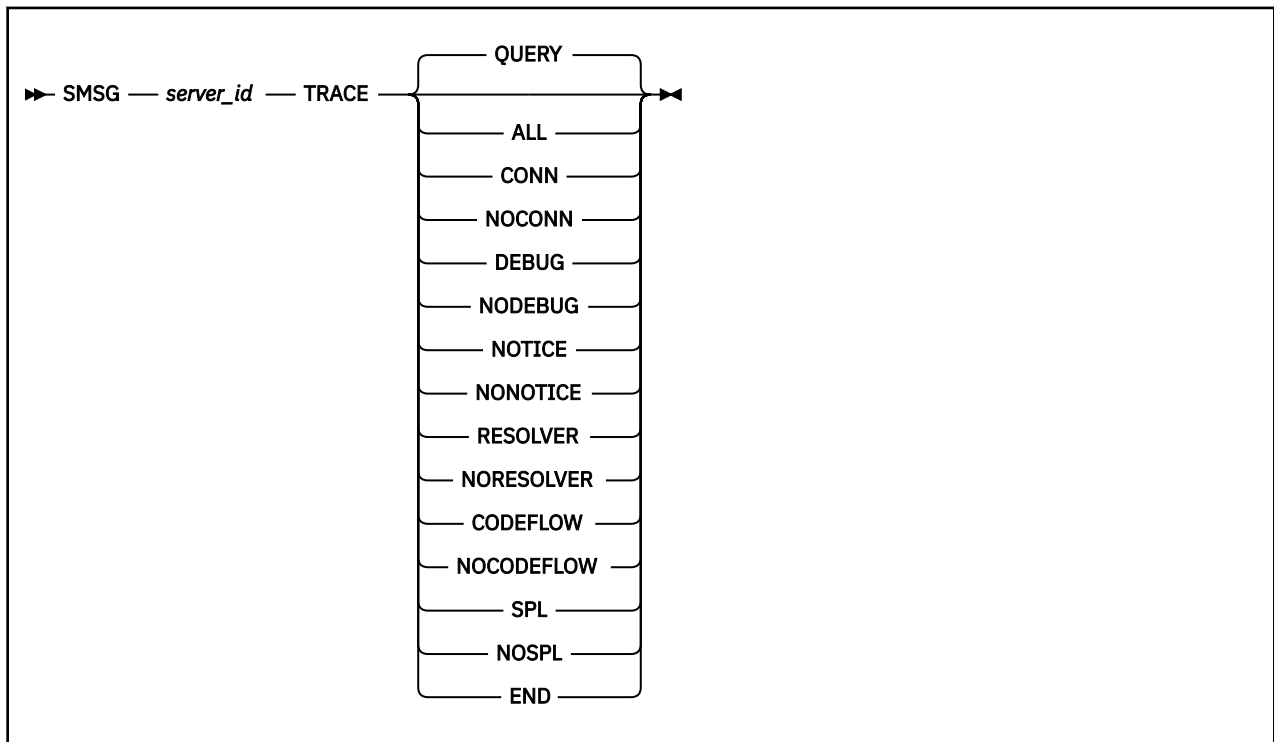 QUERY
SMSG server_id TRACE
ALL
CONN
NOCONN
DEBUG
NODEBUG
NOTICE
NONOTICE
RESOLVER
NORESOLVER
CODEFLOW
NOCODEFLOW
SPL
NOSPL
END